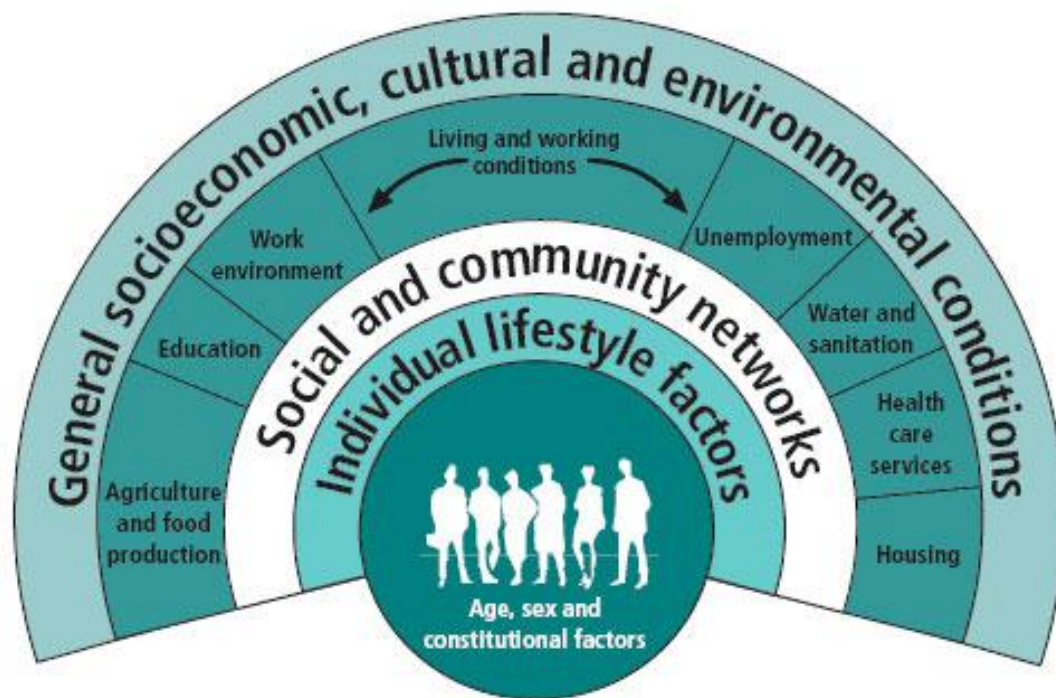 General socioeconomic, cultural and environmental conditions
Living and working
conditions
Work
environment
Unemployment
Education
Water and
sanitation
Agriculture
and food
production
Health
care
services
Housing
Social and community networks
Individual lifestyle factors
Age, sex and
constitutional factors